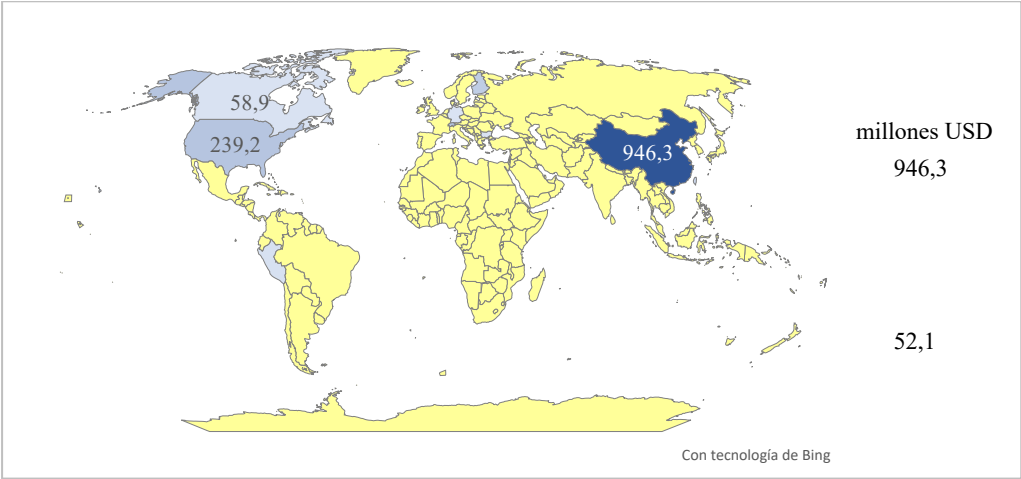 58,9
239,2
946,3
millones USD
946,3
52,1
Con tecnología de Bing